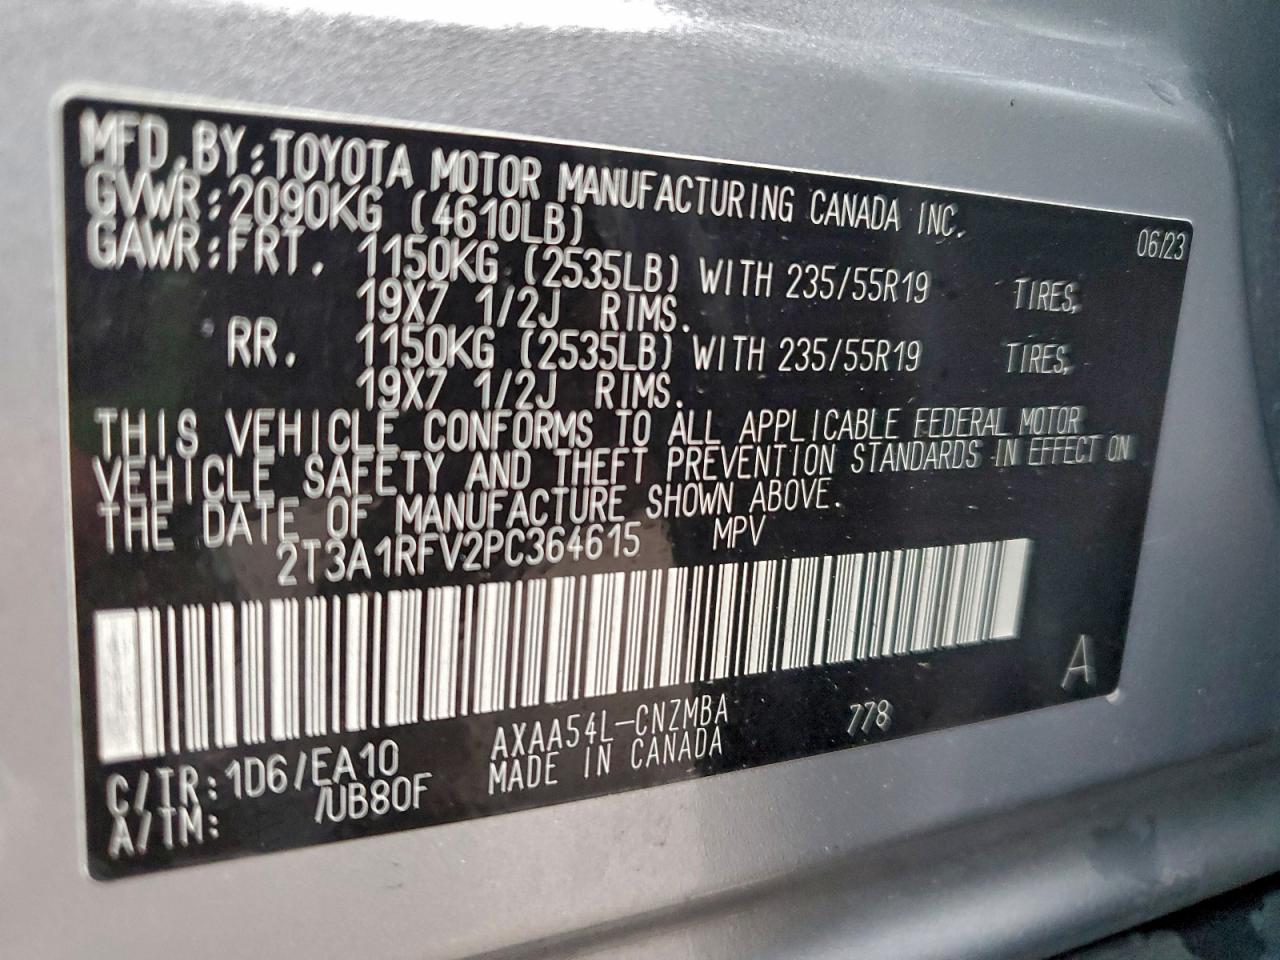 MFD.BY:TOYOTA MOTOR MANUFACTURING CANADA INC.
06/23
GVWR:2090KG (4610LB)
GAWR:FRT. 1150KG (2535LB) WITH 235/55R19 TIRES,
19X7 1/2J RIMS.
RR. 1150KG (2535LB) WITH 235/55R19 TIRES,
19X7 1/2J RIMS.
THIS VEHICLE CONFORMS TO ALL APPLICABLE FEDERAL MOTOR
VEHICLE SAFETY AND THEFT PREVENTION STANDARDS IN EFFECT ON
THE DATE OF MANUFACTURE SHOWN ABOVE.
2T3A1RFV2PC364615 MPV
A
C/TR:1D6/EA10 AXAA54L-CNZMBA 778
A/TM: /UB80F MADE IN CANADA